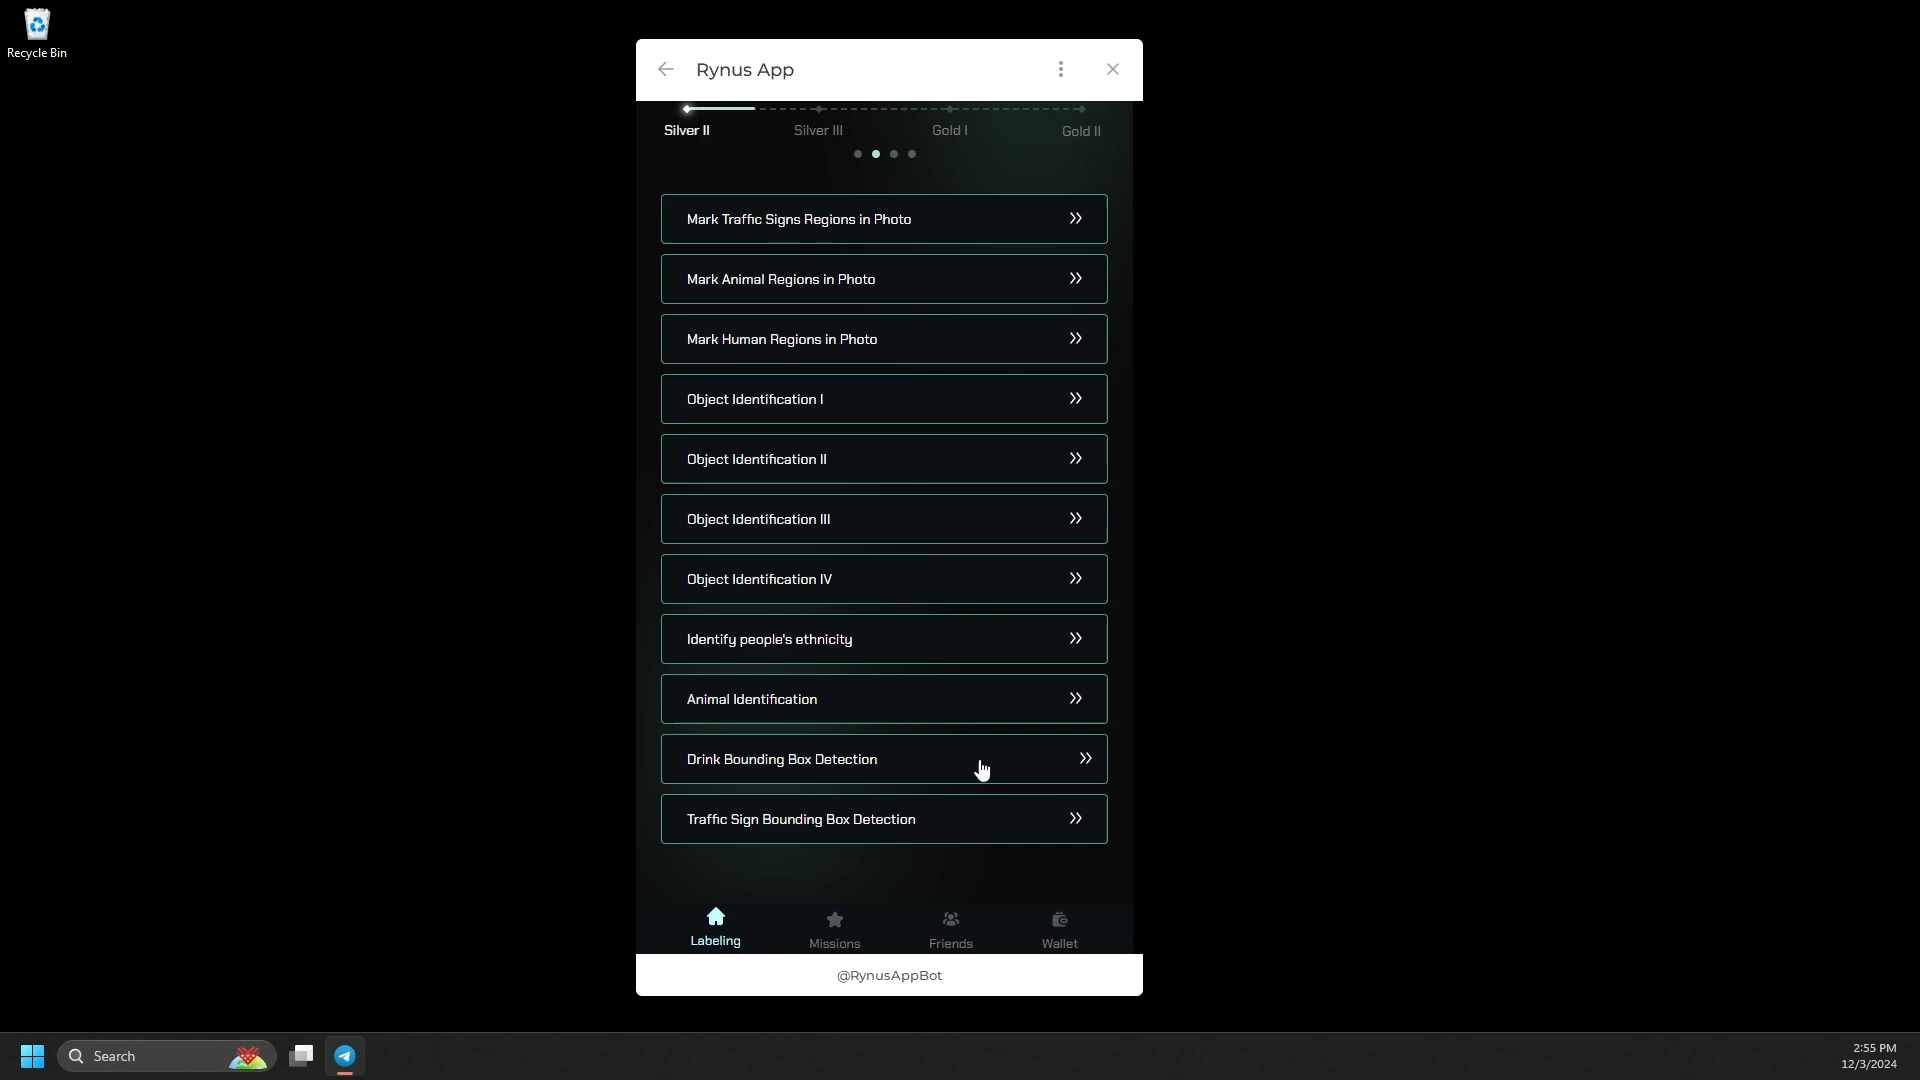 Recycle Bin
Rynus App
Silver II
Silver III
Gold I
Gold II
Mark Traffic Signs Regions in Photo
Mark Animal Regions in Photo
Mark Human Regions in Photo
Object Identification I
Object Identification II
Object Identification III
Object Identification IV
Identify people's ethnicity
Animal Identification
Drink Bounding Box Detection
Traffic Sign Bounding Box Detection
Labeling
Missions
Friends
Wallet
@RynusAppBot
Search
2:55 PM
12/3/2024